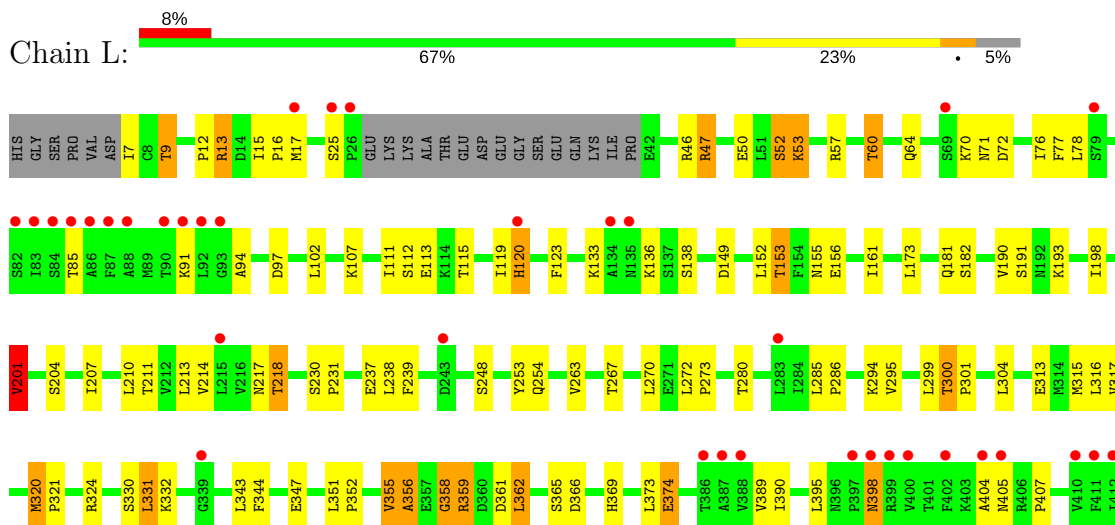 8%
Chain L:
67% 23% • 5%
HIS GLY SER PRO VAL ASP I7 C8 T9 P12 R13 D14 I15 P16 M17 S25 P26 GLU LYS LYS ALA THR GLU ASP GLU GLY SER GLU GLN LYS ILE PRO E42 R46 R47 E50 L51 S52 K53 R57 T60 Q64 S69 K70 N71 D72 I76 F77 L78 S79
S82 I83 S84 T85 A86 F87 A88 M89 T90 K91 L92 G93 A94 D97 L102 K107 I111 S112 E113 K114 T115 I119 H120 F123 K133 A134 N135 K136 S137 S138 D149 L152 T153 F154 N155 E156 I161 L173 Q181 S182 V190 S191 N192 K193 I198
V201 S204 I207 L210 T211 V212 L213 V214 L215 V216 N217 T218 S230 P231 E237 L238 F239 D243 S248 Y253 Q254 V263 T267 L270 E271 L272 P273 T280 L283 I284 L285 P286 K294 V295 L299 T300 P301 L304 E313 M314 M315 L316
M320 P321 R324 S330 L331 K332 G339 L343 F344 E347 L351 P352 V355 A356 E357 G358 R359 D360 D361 L362 S365 D366 H369 L373 E374 T386 A387 V388 V389 I390 L395 N396 P397 N398 R399 V400 T401 F402 K403 A404 N405 R406 P407 V410 F411